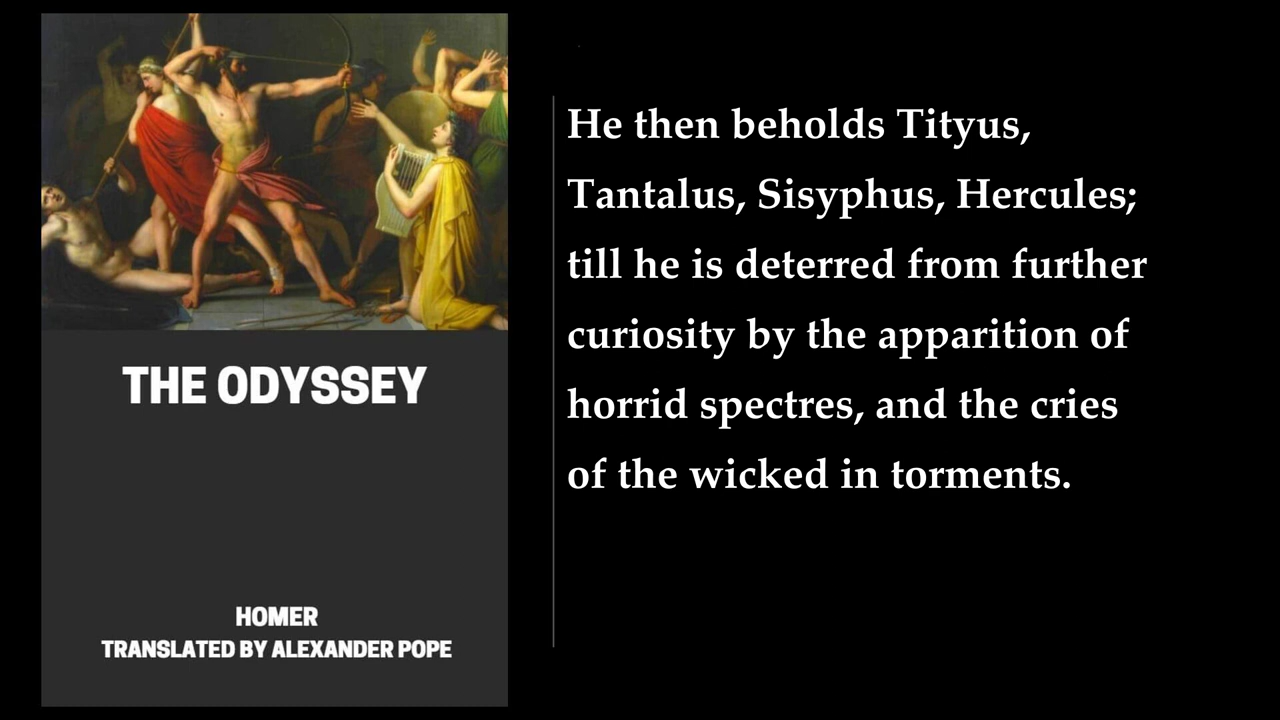 THE ODYSSEY
HOMER
TRANSLATED BY ALEXANDER POPE
He then beholds Tityus,
Tantalus, Sisyphus, Hercules;
till he is deterred from further
curiosity by the apparition of
horrid spectres, and the cries
of the wicked in torments.